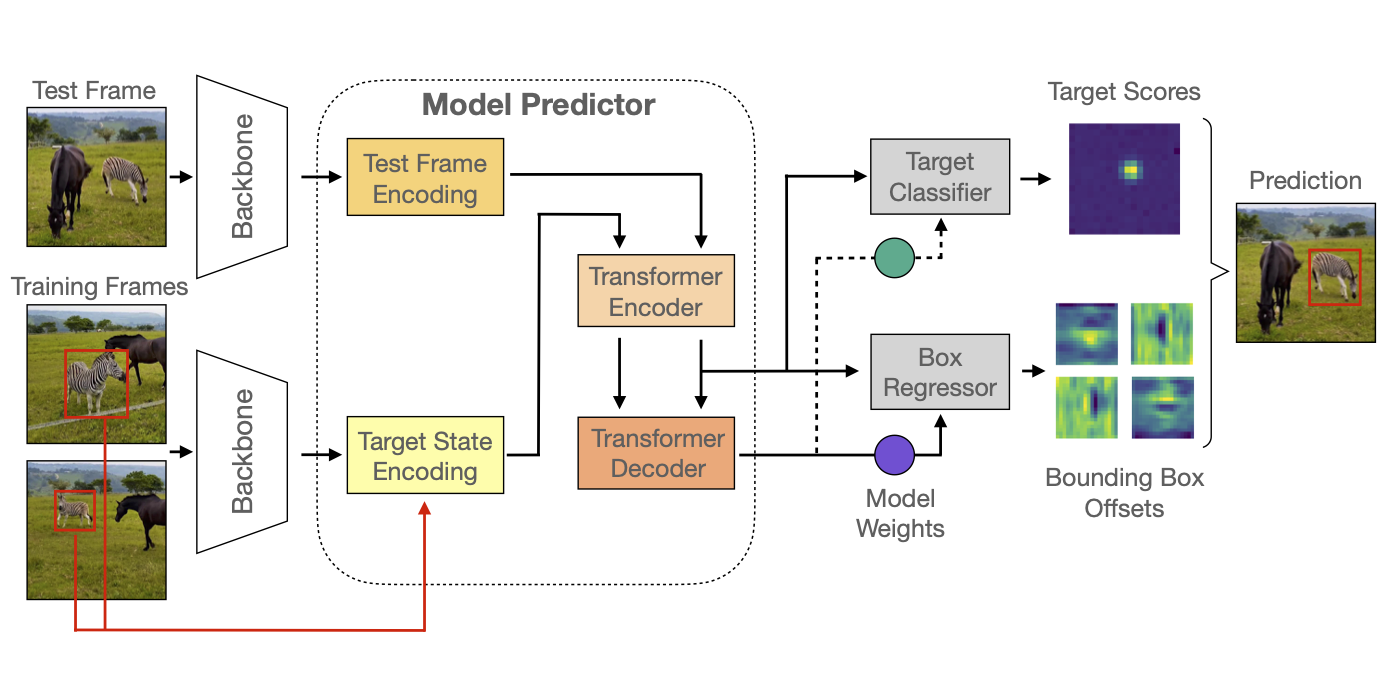 Test Frame
Backbone
Training Frames
Backbone
Model Predictor
Test Frame
Encoding
Transformer
Encoder
Target State
Encoding
Transformer
Decoder
Target
Classifier
Box
Regressor
Model
Weights
Target Scores
Bounding Box
Offsets
Prediction